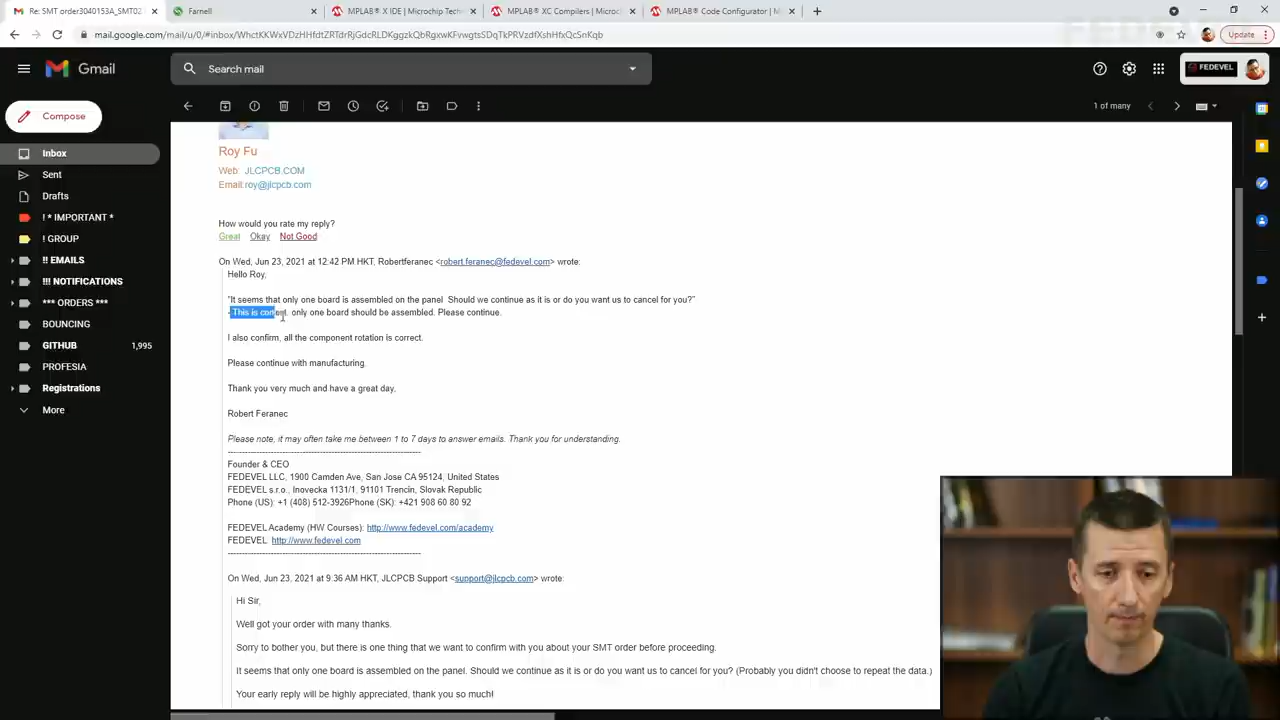 Re: SMT order3040153A_SMT02
Farnell
MPLAB® X IDE | Microchip Techn
MPLAB® XC Compilers | Microc
MPLAB® Code Configurator | M
mail.google.com/mail/u/0/#inbox/
Update
FEDEVEL
Gmail
Search mail
FEDEVEL
Compose
1 of many
Inbox
Sent
Drafts
! * IMPORTANT *
! GROUP
!! EMAILS
!!! NOTIFICATIONS
*** ORDERS ***
BOUNCING
GITHUB 1,995
PROFESIA
Registrations
More
Roy Fu
Web: JLCPCB.COM
Email:roy@jlcpcb.com
How would you rate my reply?
Great Okay Not Good
On Wed, Jun 23, 2021 at 12:42 PM HKT, Robertferanec <robert.feranec@fedevel.com> wrote:
Hello Roy,
"It seems that only one board is assembled on the panel Should we continue as it is or do you want us to cancel for you?"
- This is correct, only one board should be assembled. Please continue.
I also confirm, all the component rotation is correct.
Please continue with manufacturing.
Thank you very much and have a great day,
Robert Feranec
Please note, it may often take me between 1 to 7 days to answer emails. Thank you for understanding.
Founder & CEO
FEDEVEL LLC, 1900 Camden Ave, San Jose CA 95124, United States
FEDEVEL s.r.o., Inovecka 1131/1, 91101 Trencin, Slovak Republic
Phone (US): +1 (408) 512-3926Phone (SK): +421 908 60 80 92
FEDEVEL Academy (HW Courses): http://www.fedevel.com/academy
FEDEVEL http://www.fedevel.com
On Wed, Jun 23, 2021 at 9:36 AM HKT, JLCPCB Support <support@jlcpcb.com> wrote:
Hi Sir,
Well got your order with many thanks.
Sorry to bother you, but there is one thing that we want to confirm with you about your SMT order before proceeding.
It seems that only one board is assembled on the panel. Should we continue as it is or do you want us to cancel for you? (Probably you didn't choose to repeat the data.)
Your early reply will be highly appreciated, thank you so much!